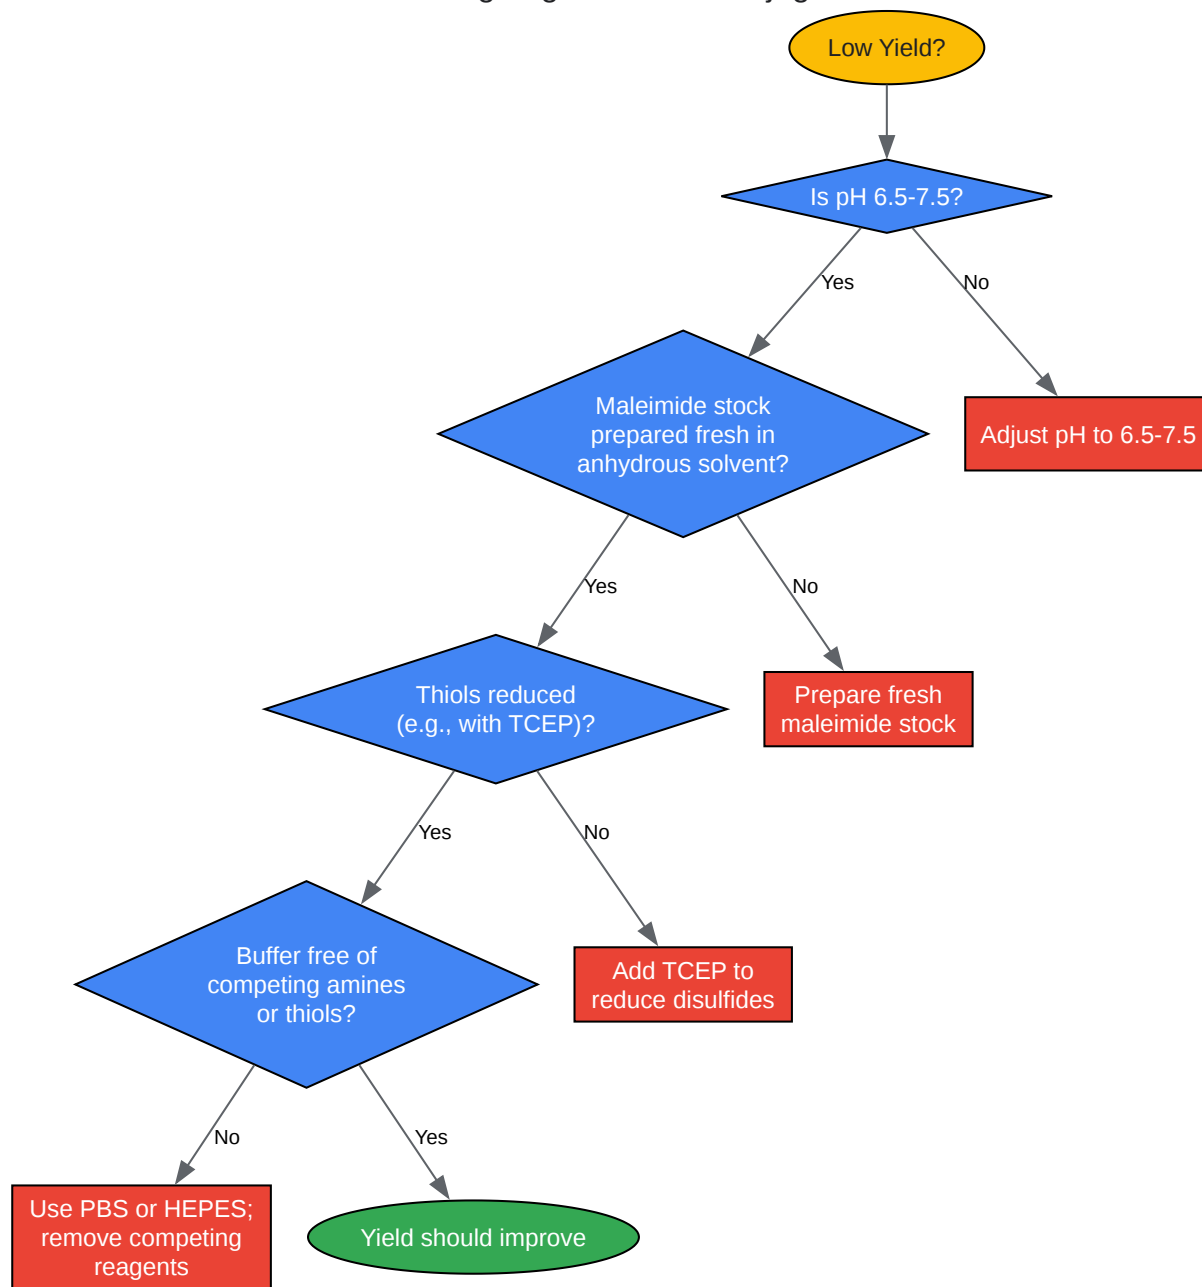 Low Yield?
Is pH 6.5-7.5?
Yes
No
Maleimide stock
prepared fresh in
anhydrous solvent?
Adjust pH to 6.5-7.5
Yes
No
Thiols reduced
(e.g., with TCEP)?
Prepare fresh
maleimide stock
Yes
No
Buffer free of
competing amines
or thiols?
Add TCEP to
reduce disulfides
No
Yes
Use PBS or HEPES;
remove competing
reagents
Yield should improve